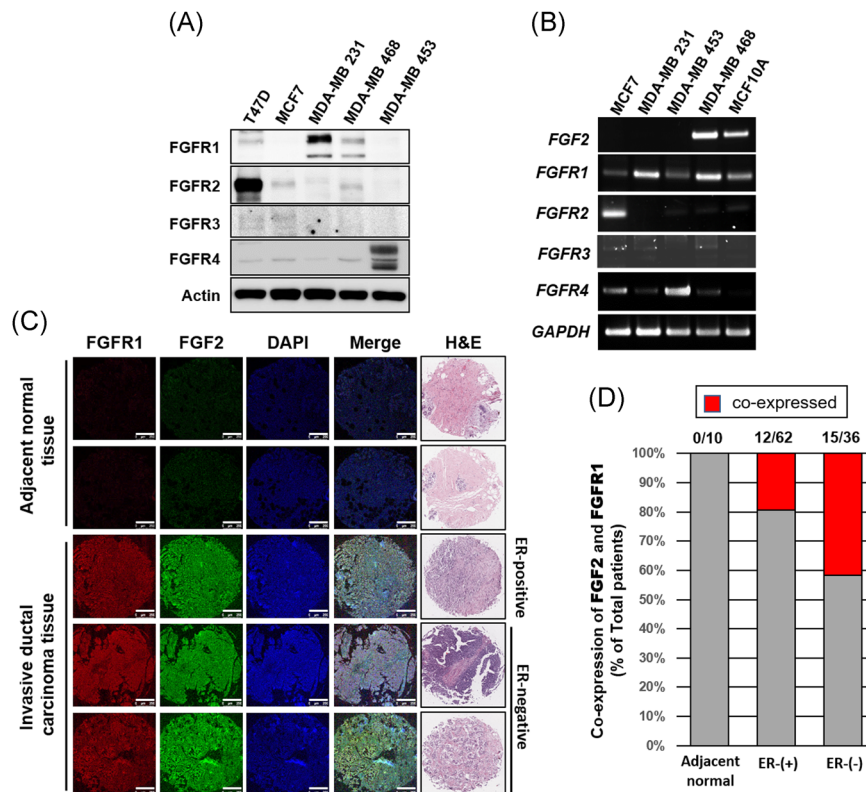 (A)
T47D
MCF7
MDA-MB 231
MDA-MB 468
MDA-MB 453
FGFR1
FGFR2
FGFR3
FGFR4
Actin
(B)
MCF7
MDA-MB 231
MDA-MB 453
MDA-MB 468
MCF10A
FGF2
FGFR1
FGFR2
FGFR3
FGFR4
GAPDH
(C)
FGFR1 FGF2 DAPI Merge H&E
Adjacent normal
tissue
Invasive ductal
carcinoma tissue
ER-positive
ER-negative
(D)
co-expressed
0/10 12/62 15/36
Co-expression of FGF2 and FGFR1
(% of Total patients)
100%
90%
80%
70%
60%
50%
40%
30%
20%
10%
0%
Adjacent
normal
ER-(+)
ER-(-)